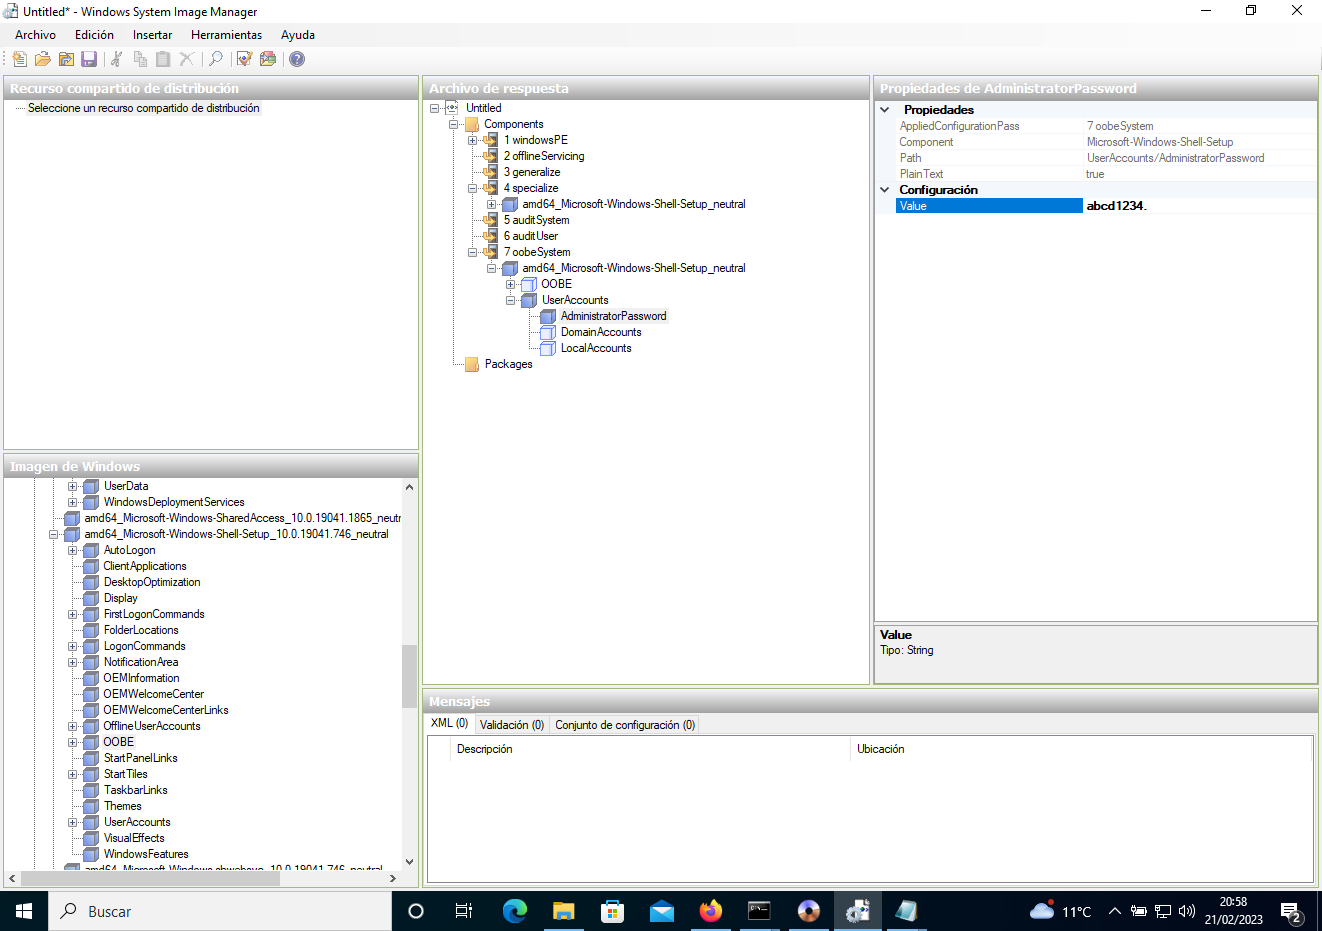 Untitled* - Windows System Image Manager
Archivo Edición Insertar Herramientas Ayuda
Recurso compartido de distribución
Seleccione un recurso compartido de distribución
Archivo de respuesta
Untitled
Components
1 windowsPE
2 offlineServicing
3 generalize
4 specialize
amd64_Microsoft-Windows-Shell-Setup_neutral
5 auditSystem
6 auditUser
7 oobeSystem
amd64_Microsoft-Windows-Shell-Setup_neutral
OOBE
UserAccounts
AdministratorPassword
DomainAccounts
LocalAccounts
Packages
Propiedades de AdministratorPassword
Propiedades
AppliedConfigurationPass 7 oobeSystem
Component Microsoft-Windows-Shell-Setup
Path UserAccounts/AdministratorPassword
PlainText true
Configuración
Value abcd1234.
Value
Tipo: String
Imagen de Windows
UserData
WindowsDeploymentServices
amd64_Microsoft-Windows-SharedAccess_10.0.19041.1865_neutr
amd64_Microsoft-Windows-Shell-Setup_10.0.19041.746_neutral
AutoLogon
ClientApplications
DesktopOptimization
Display
FirstLogonCommands
FolderLocations
LogonCommands
NotificationArea
OEMInformation
OEMWelcomeCenter
OEMWelcomeCenterLinks
OfflineUserAccounts
OOBE
StartPanelLinks
StartTiles
TaskbarLinks
Themes
UserAccounts
VisualEffects
WindowsFeatures
Mensajes
XML (0) Validación (0) Conjunto de configuración (0)
Descripción Ubicación
Buscar
11°C
20:58
21/02/2023
2